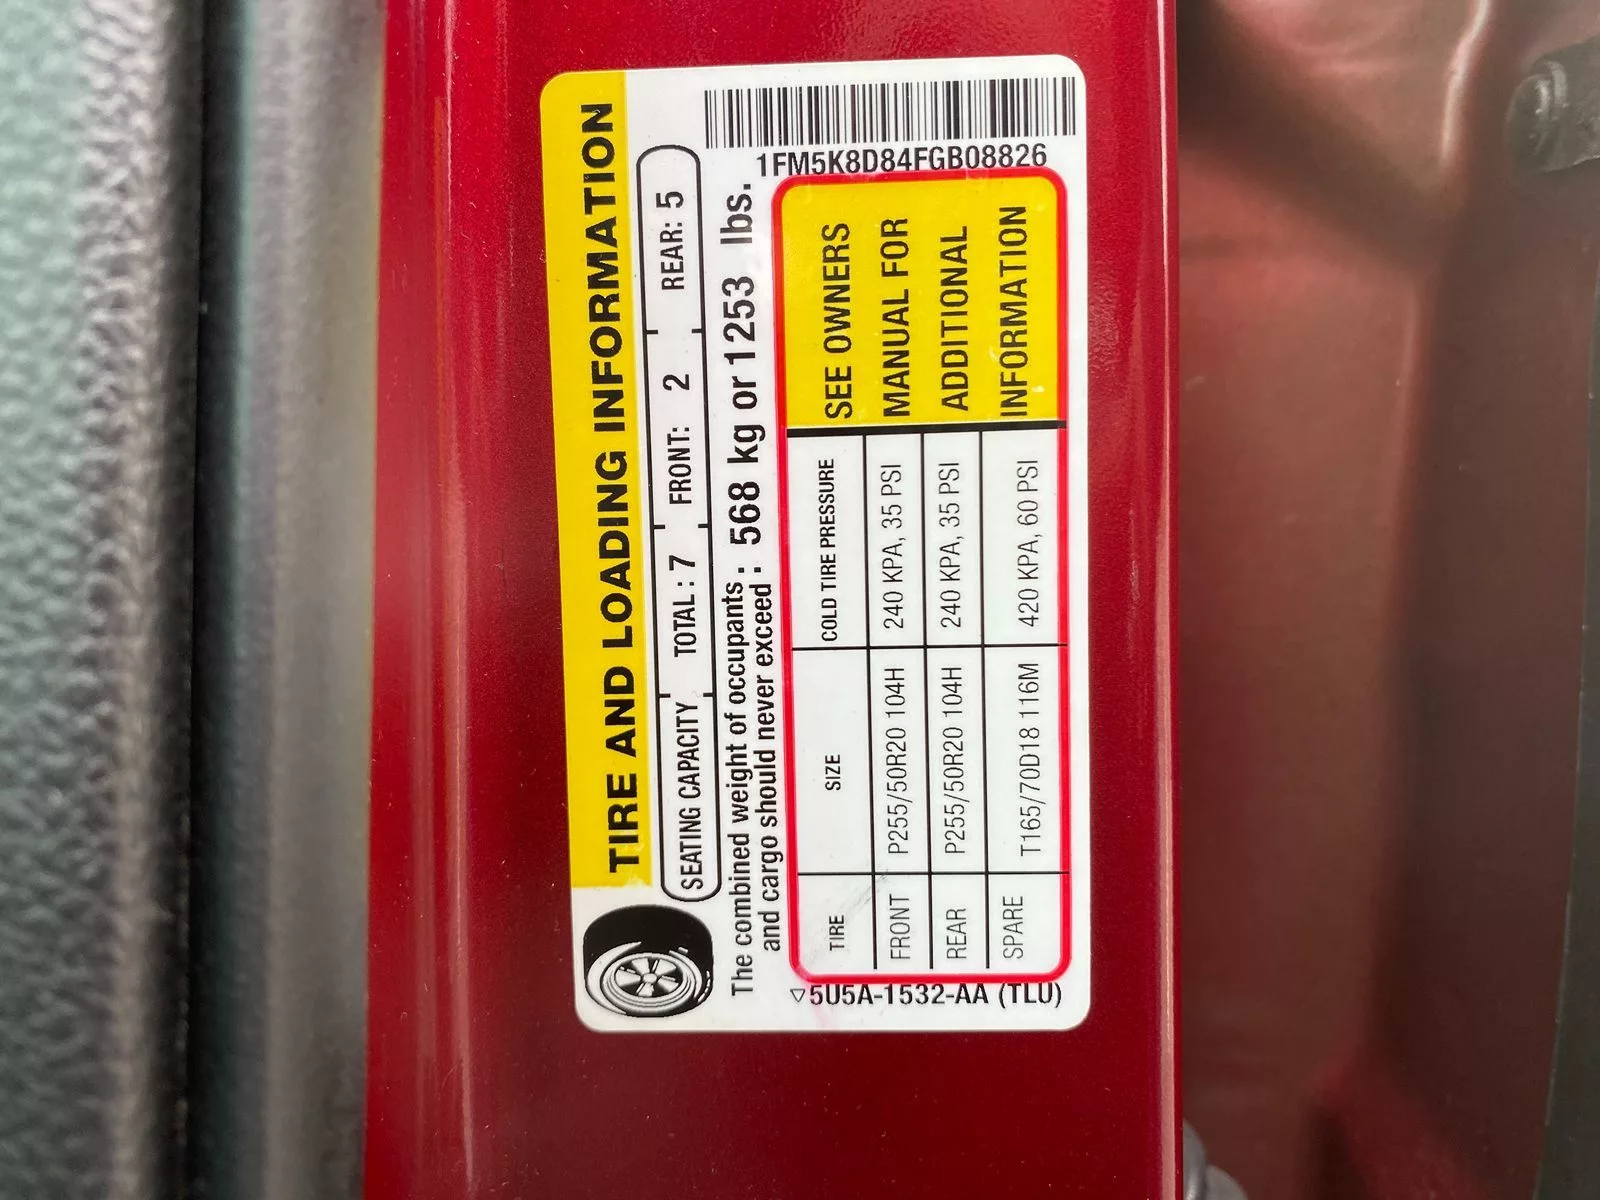 TIRE AND LOADING INFORMATION
SEATING CAPACITY TOTAL : 7 FRONT: 2 REAR: 5
The combined weight of occupants : 568 kg or 1253 lbs.
and cargo should never exceed :
TIRE SIZE COLD TIRE PRESSURE
FRONT P255/50R20 104H 240 KPA, 35 PSI
REAR P255/50R20 104H 240 KPA, 35 PSI
SPARE T165/70D18 116M 420 KPA, 60 PSI
SEE OWNERS
MANUAL FOR
ADDITIONAL
INFORMATION
5U5A-1532-AA (TLU)
1FM5K8D84FGB08826